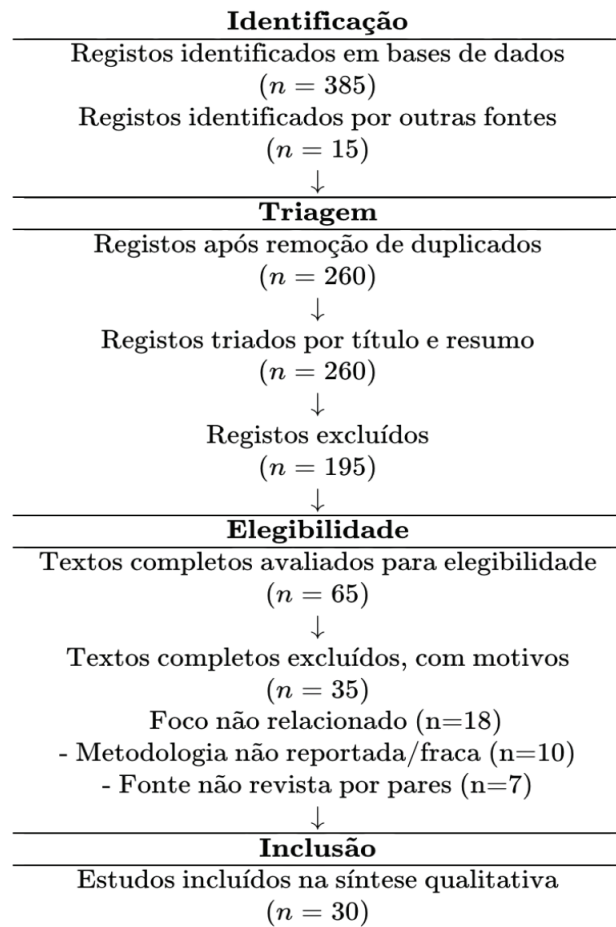 Identificação
Registos identificados em bases de dados
(n = 385)
Registos identificados por outras fontes
(n = 15)
↓
Triagem
Registos após remoção de duplicados
(n = 260)
↓
Registos triados por título e resumo
(n = 260)
↓
Registos excluídos
(n = 195)
↓
Elegibilidade
Textos completos avaliados para elegibilidade
(n = 65)
↓
Textos completos excluídos, com motivos
(n = 35)
Foco não relacionado (n=18)
- Metodologia não reportada/fraca (n=10)
- Fonte não revista por pares (n=7)
↓
Inclusão
Estudos incluídos na síntese qualitativa
(n = 30)